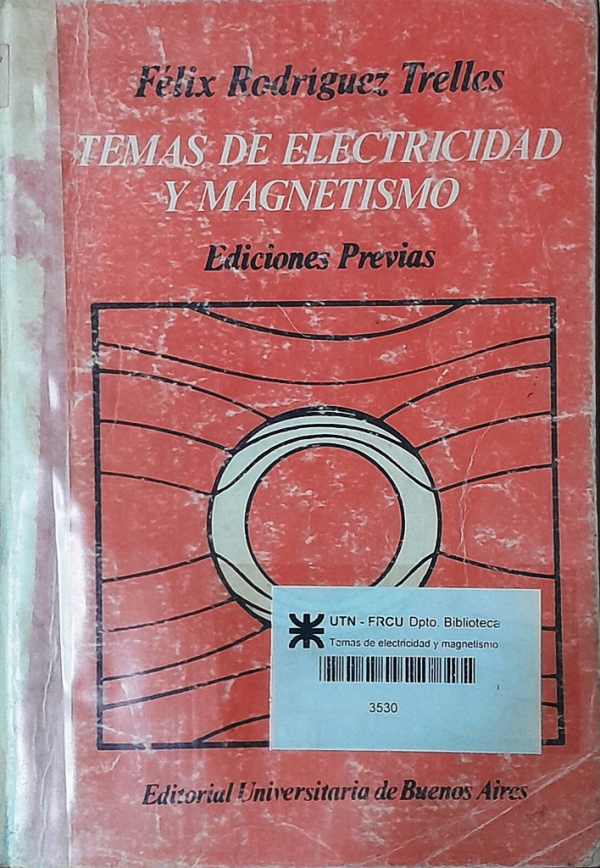 Félix Rodríguez Trelles
TEMAS DE ELECTRICIDAD
Y MAGNETISMO
Ediciones Previas
UTN - FRCU Dpto. Biblioteca
Temas de electricidad y magnetismo
3530
Editorial Universitaria de Buenos Aires